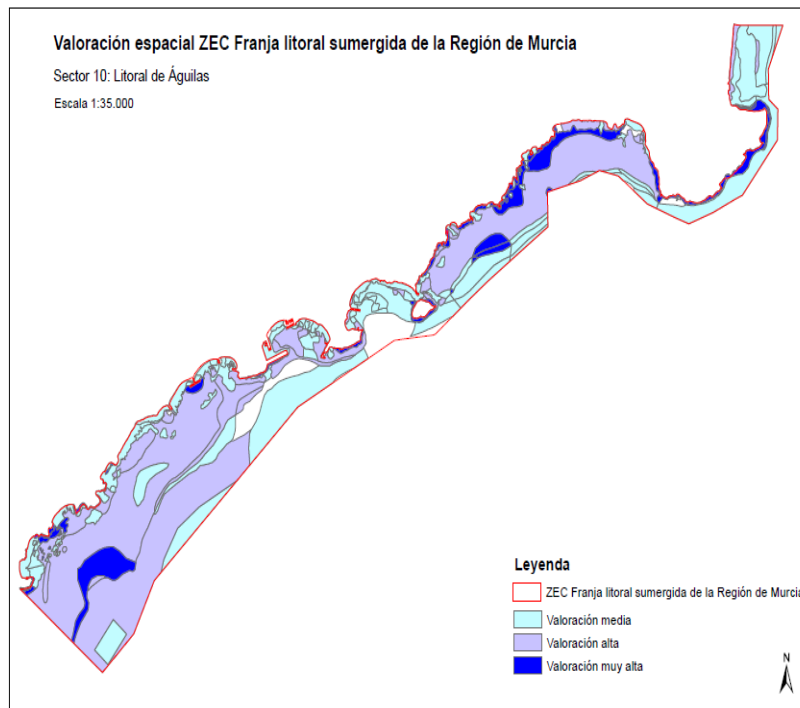 Valoración espacial ZEC Franja litoral sumergida de la Región de Murcia
Sector 10: Litoral de Águilas
Escala 1:35.000
Leyenda
ZEC Franja litoral sumergida de la Región de Murcia
Valoración media
Valoración alta
Valoración muy alta
N